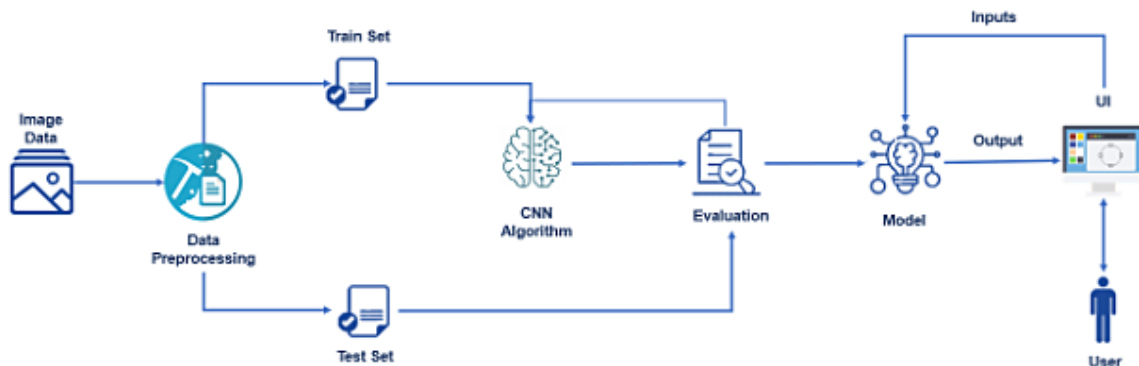 Inputs
Train Set
UI
Image
Data
Output
CNN
Algorithm
Evaluation
Model
Data
Preprocessing
Test Set
User